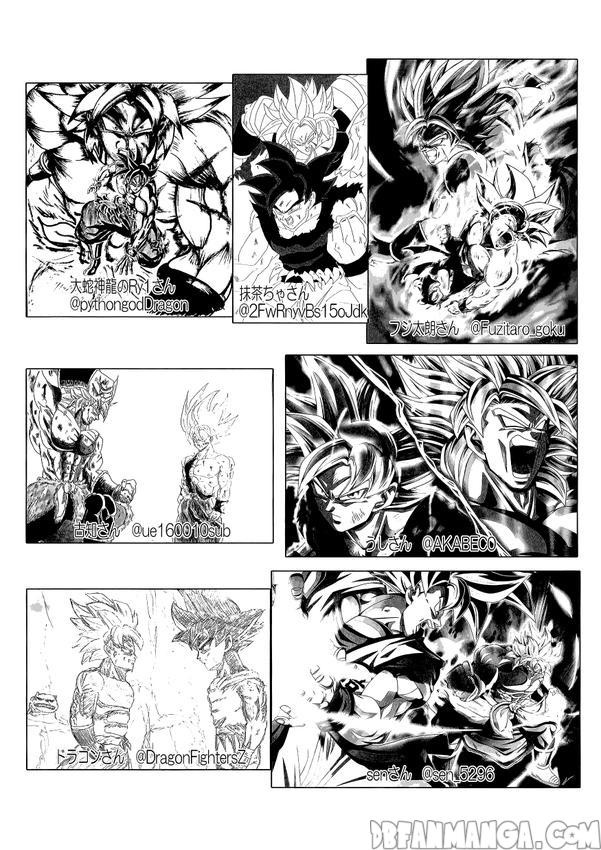 大蛇神龍のRy1さん
@pythongodDragon
抹茶ちゃさん
@2FwRnyvBs15oJdk
フジ太朗さん @Fuzitaro_goku
古知さん @ue160910sub
うしさん @AKABECO
ドラゴンさん @DragonFightersZ
senさん @sen_5296
DBFANMANGA.COM